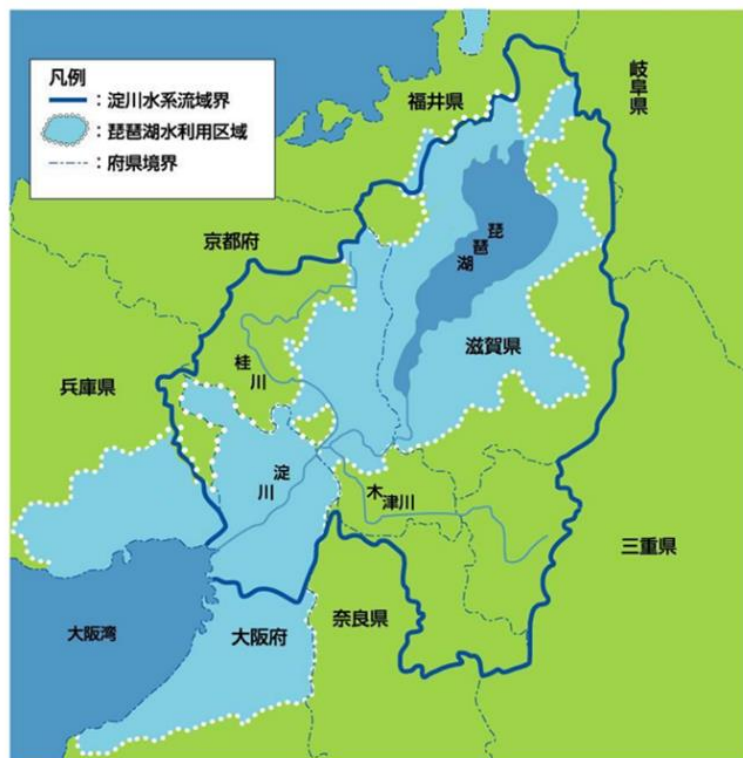 凡例
：淀川水系流域界
：琵琶湖水利用区域
：府県境界
福井県
岐阜県
京都府
琵琶湖
滋賀県
兵庫県
桂川
淀川
木津川
三重県
大阪湾
大阪府
奈良県